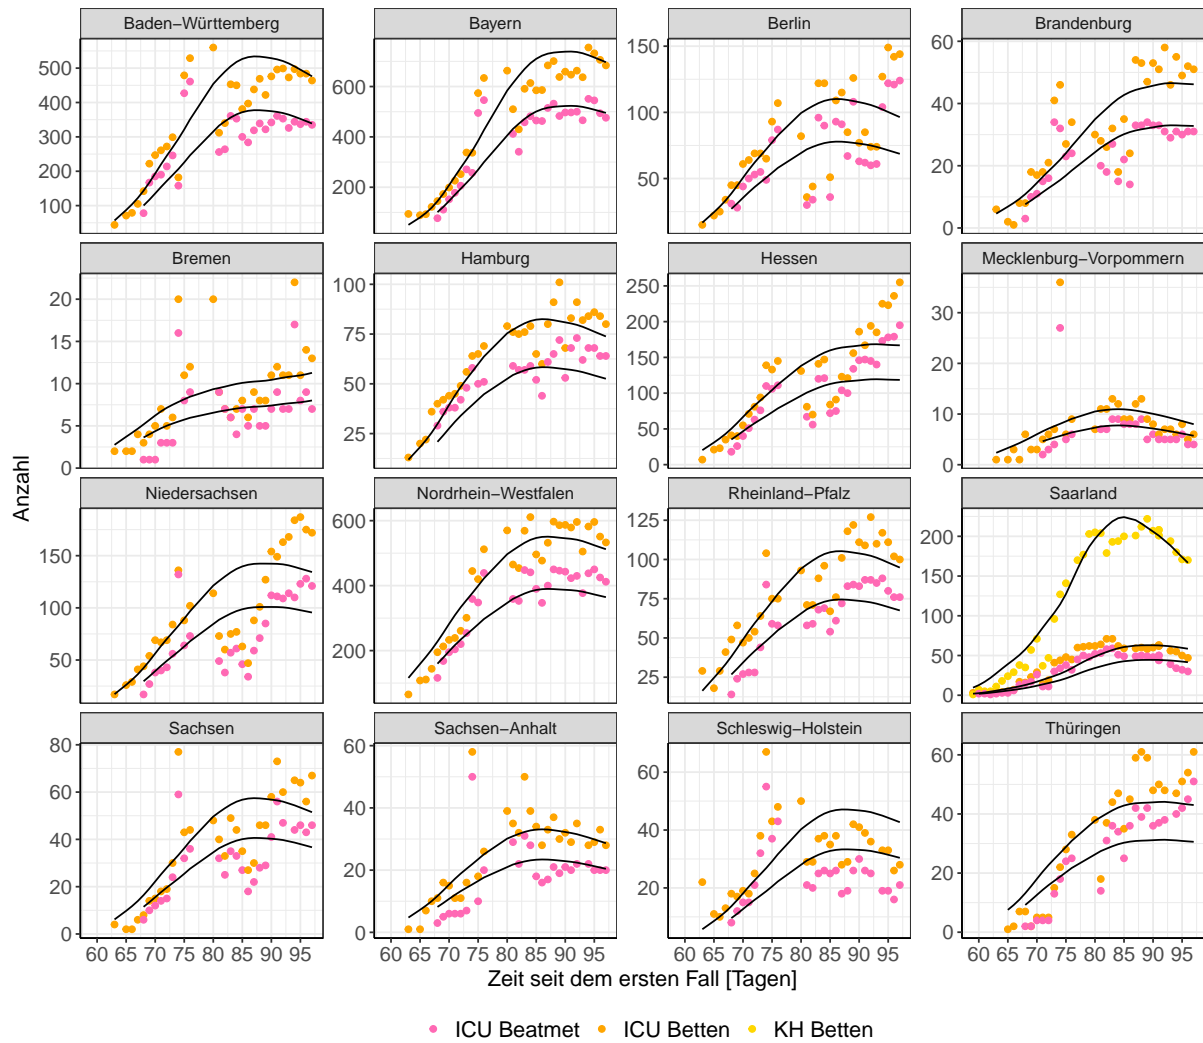 Baden−Württemberg
Bayern
Berlin
Brandenburg
100
200
300
400
500
200
400
600
50
100
150
0
20
40
60
Bremen
Hamburg
Hessen
Mecklenburg−Vorpommern
0
5
10
15
20
25
50
75
100
0
50
100
150
200
250
0
10
20
30
Niedersachsen
Nordrhein−Westfalen
Rheinland−Pfalz
Saarland
50
100
150
200
400
600
25
50
75
100
125
0
50
100
150
200
Sachsen
Sachsen−Anhalt
Schleswig−Holstein
Thüringen
0
20
40
60
80
0
20
40
60
20
40
60
0
20
40
60
60 65 70 75 80 85 90 95
60 65 70 75 80 85 90 95
60 65 70 75 80 85 90 95
60 65 70 75 80 85 90 95
Anzahl
Zeit seit dem ersten Fall [Tagen]
ICU Beatmet ICU Betten KH Betten